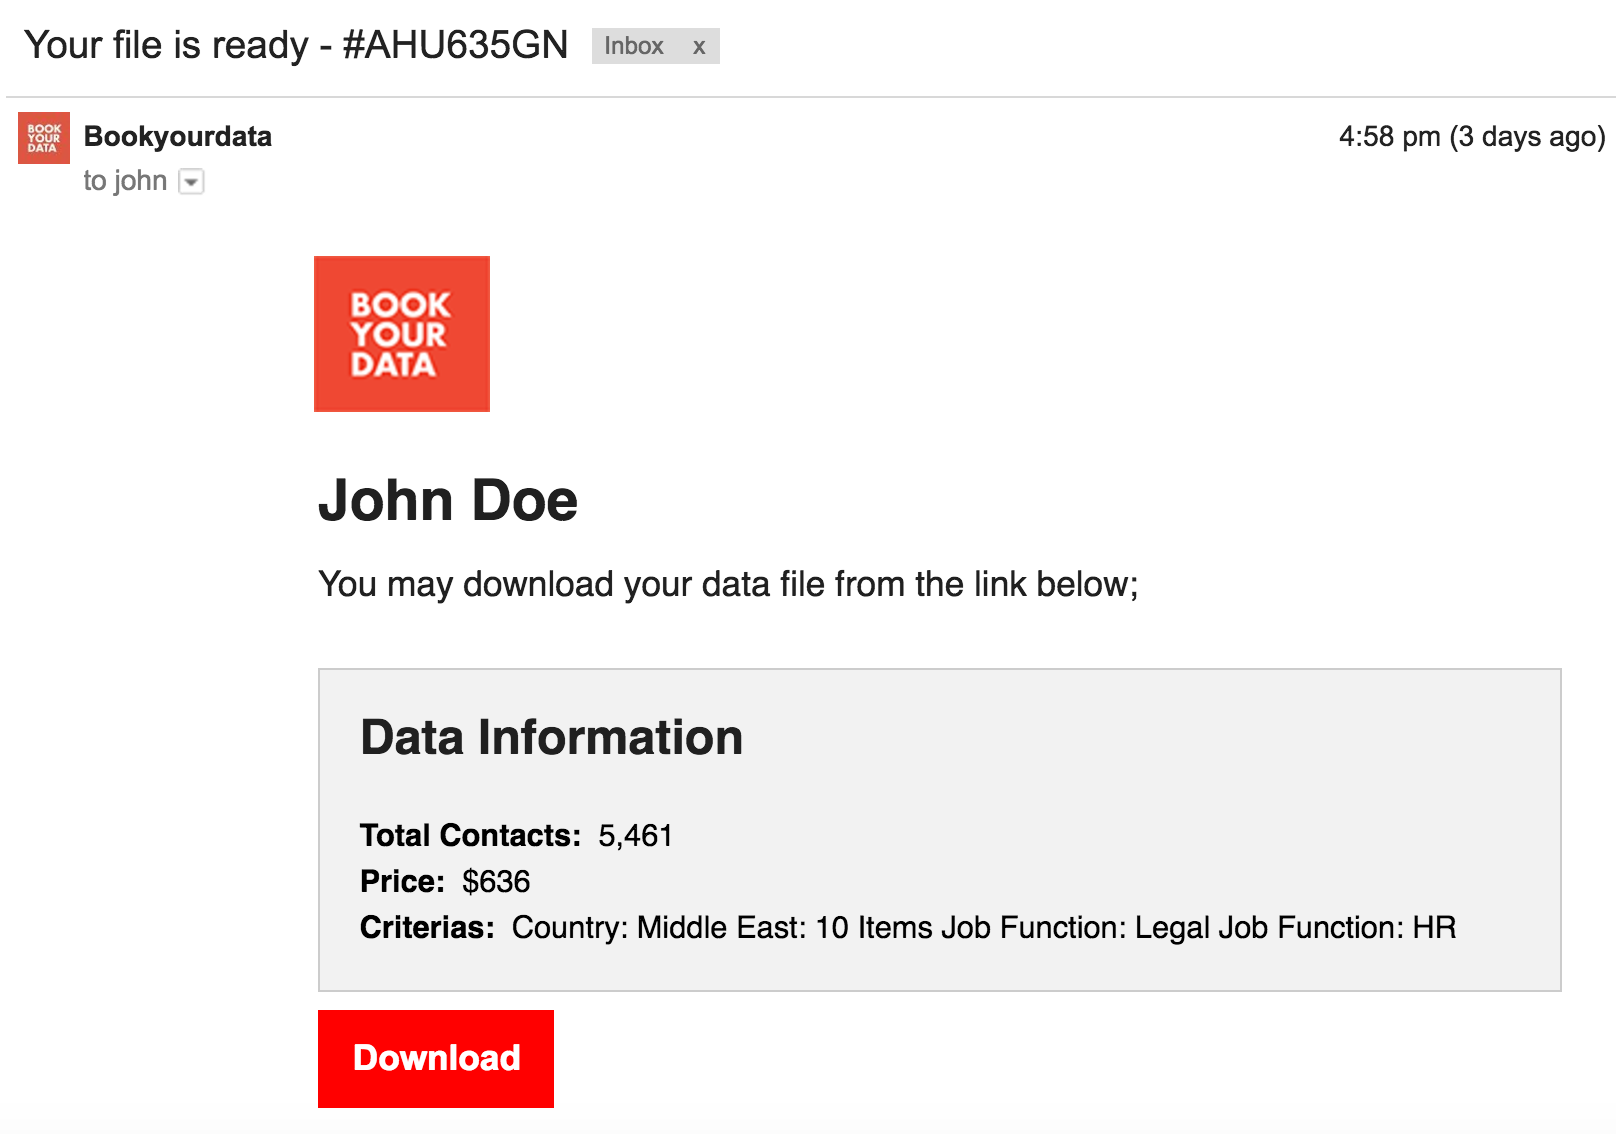 Your file is ready - #AHU635GN Inbox x
BOOK
YOUR
DATA
Bookyourdata
4:58 pm (3 days ago)
to john
BOOK
YOUR
DATA
John Doe
You may download your data file from the link below;
Data Information
Total Contacts: 5,461
Price: $636
Criterias: Country: Middle East: 10 Items Job Function: Legal Job Function: HR
Download